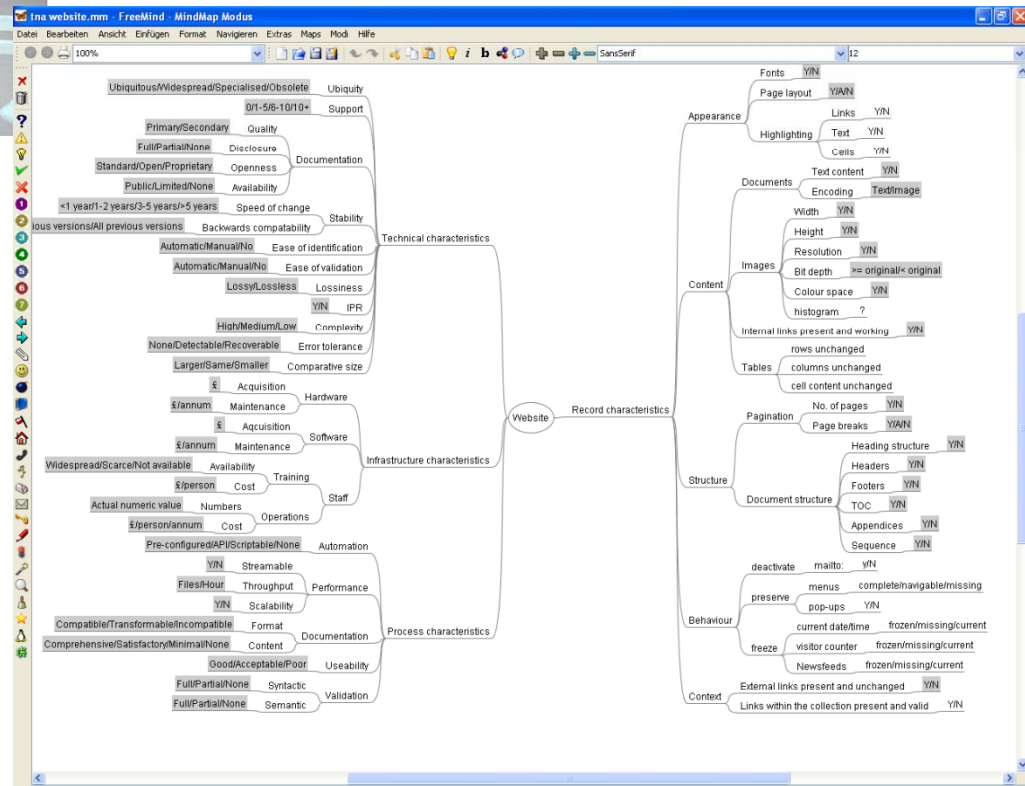 tna website.mm - FreeMind - MindMap Modus
Datei Bearbeiten Ansicht Einfügen Format Navigieren Extras Maps Modi Hilfe
100% i b SansSerif 12
Website
Technical characteristics
Ubiquity
Ubiquitous/Widespread/Specialised/Obsolete
Support
0/1-5/6-10/10+
Documentation
Quality
Primary/Secondary
Disclosure
Full/Partial/None
Openness
Standard/Open/Proprietary
Availability
Public/Limited/None
Stability
Speed of change
<1 year/1-2 years/3-5 years/>5 years
Backwards compatability
ious versions/All previous versions
Ease of identification
Automatic/Manual/No
Ease of validation
Automatic/Manual/No
Lossiness
Lossy/Lossless
IPR
Y/N
Complexity
High/Medium/Low
Error tolerance
None/Detectable/Recoverable
Comparative size
Larger/Same/Smaller
Infrastructure characteristics
Hardware
Acquisition
£
Maintenance
£/annum
Software
Aqcuisition
£
Maintenance
£/annum
Staff
Training
Availability
Widespread/Scarce/Not available
Cost
£/person
Operations
Numbers
Actual numeric value
Cost
£/person/annum
Process characteristics
Automation
Pre-configured/API/Scriptable/None
Performance
Streamable
Y/N
Throughput
Files/Hour
Scalability
Y/N
Documentation
Format
Compatible/Transformable/Incompatible
Content
Comprehensive/Satisfactory/Minimal/None
Useability
Good/Acceptable/Poor
Validation
Syntactic
Full/Partial/None
Semantic
Full/Partial/None
Record characteristics
Appearance
Fonts
Y/N
Page layout
Y/A/N
Highlighting
Links
Y/N
Text
Y/N
Cells
Y/N
Content
Documents
Text content
Y/N
Encoding
Text/Image
Images
Width
Y/N
Height
Y/N
Resolution
Y/N
Bit depth
>= original/< original
Colour space
Y/N
histogram
?
Internal links present and working
Y/N
Tables
rows unchanged
columns unchanged
cell content unchanged
Structure
Pagination
No. of pages
Y/N
Page breaks
Y/A/N
Document structure
Heading structure
Y/N
Headers
Y/N
Footers
Y/N
TOC
Y/N
Appendices
Y/N
Sequence
Y/N
Behaviour
deactivate
mailto:
y/N
preserve
menus
complete/navigable/missing
pop-ups
Y/N
freeze
current date/time
frozen/missing/current
visitor counter
frozen/missing/current
Newsfeeds
frozen/missing/current
Context
External links present and unchanged
Y/N
Links within the collection present and valid
Y/N